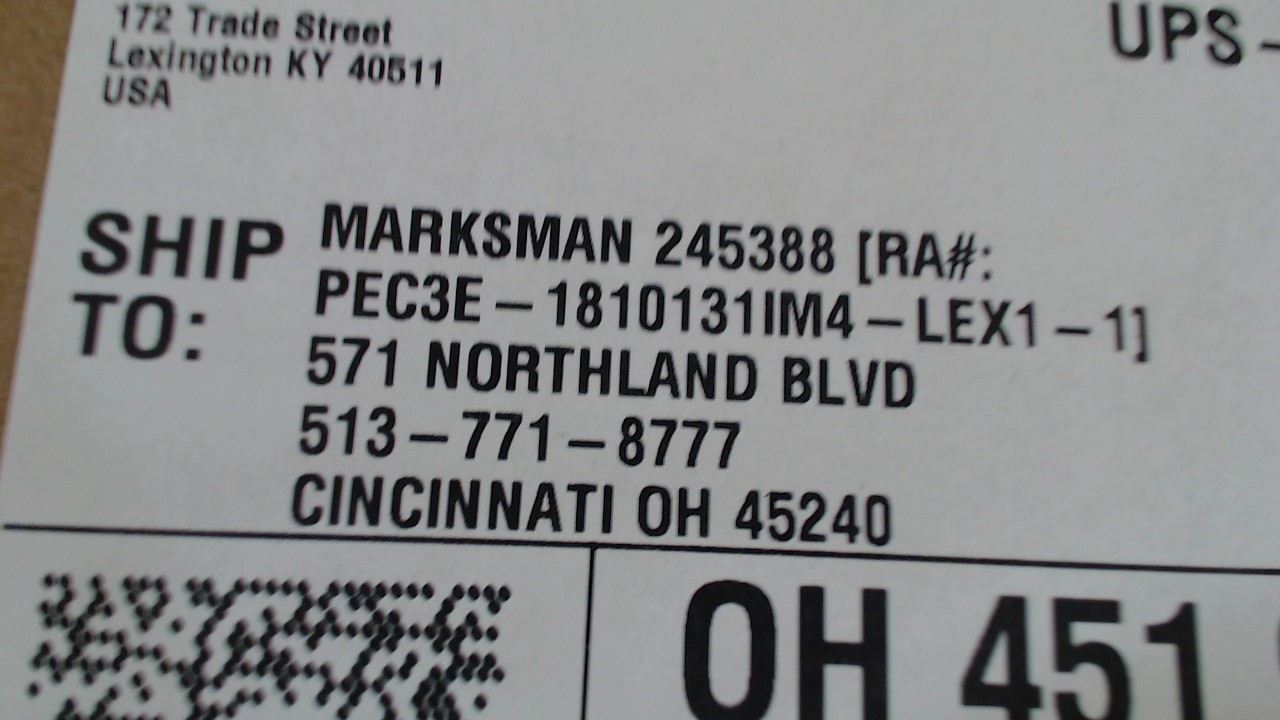 172 Trade Street
Lexington KY 40511
USA
UPS -
SHIP TO:
MARKSMAN 245388 [RA#:
PEC3E – 1810131IM4 – LEX1 – 1]
571 NORTHLAND BLVD
513 – 771 – 8777
CINCINNATI OH 45240
OH 451